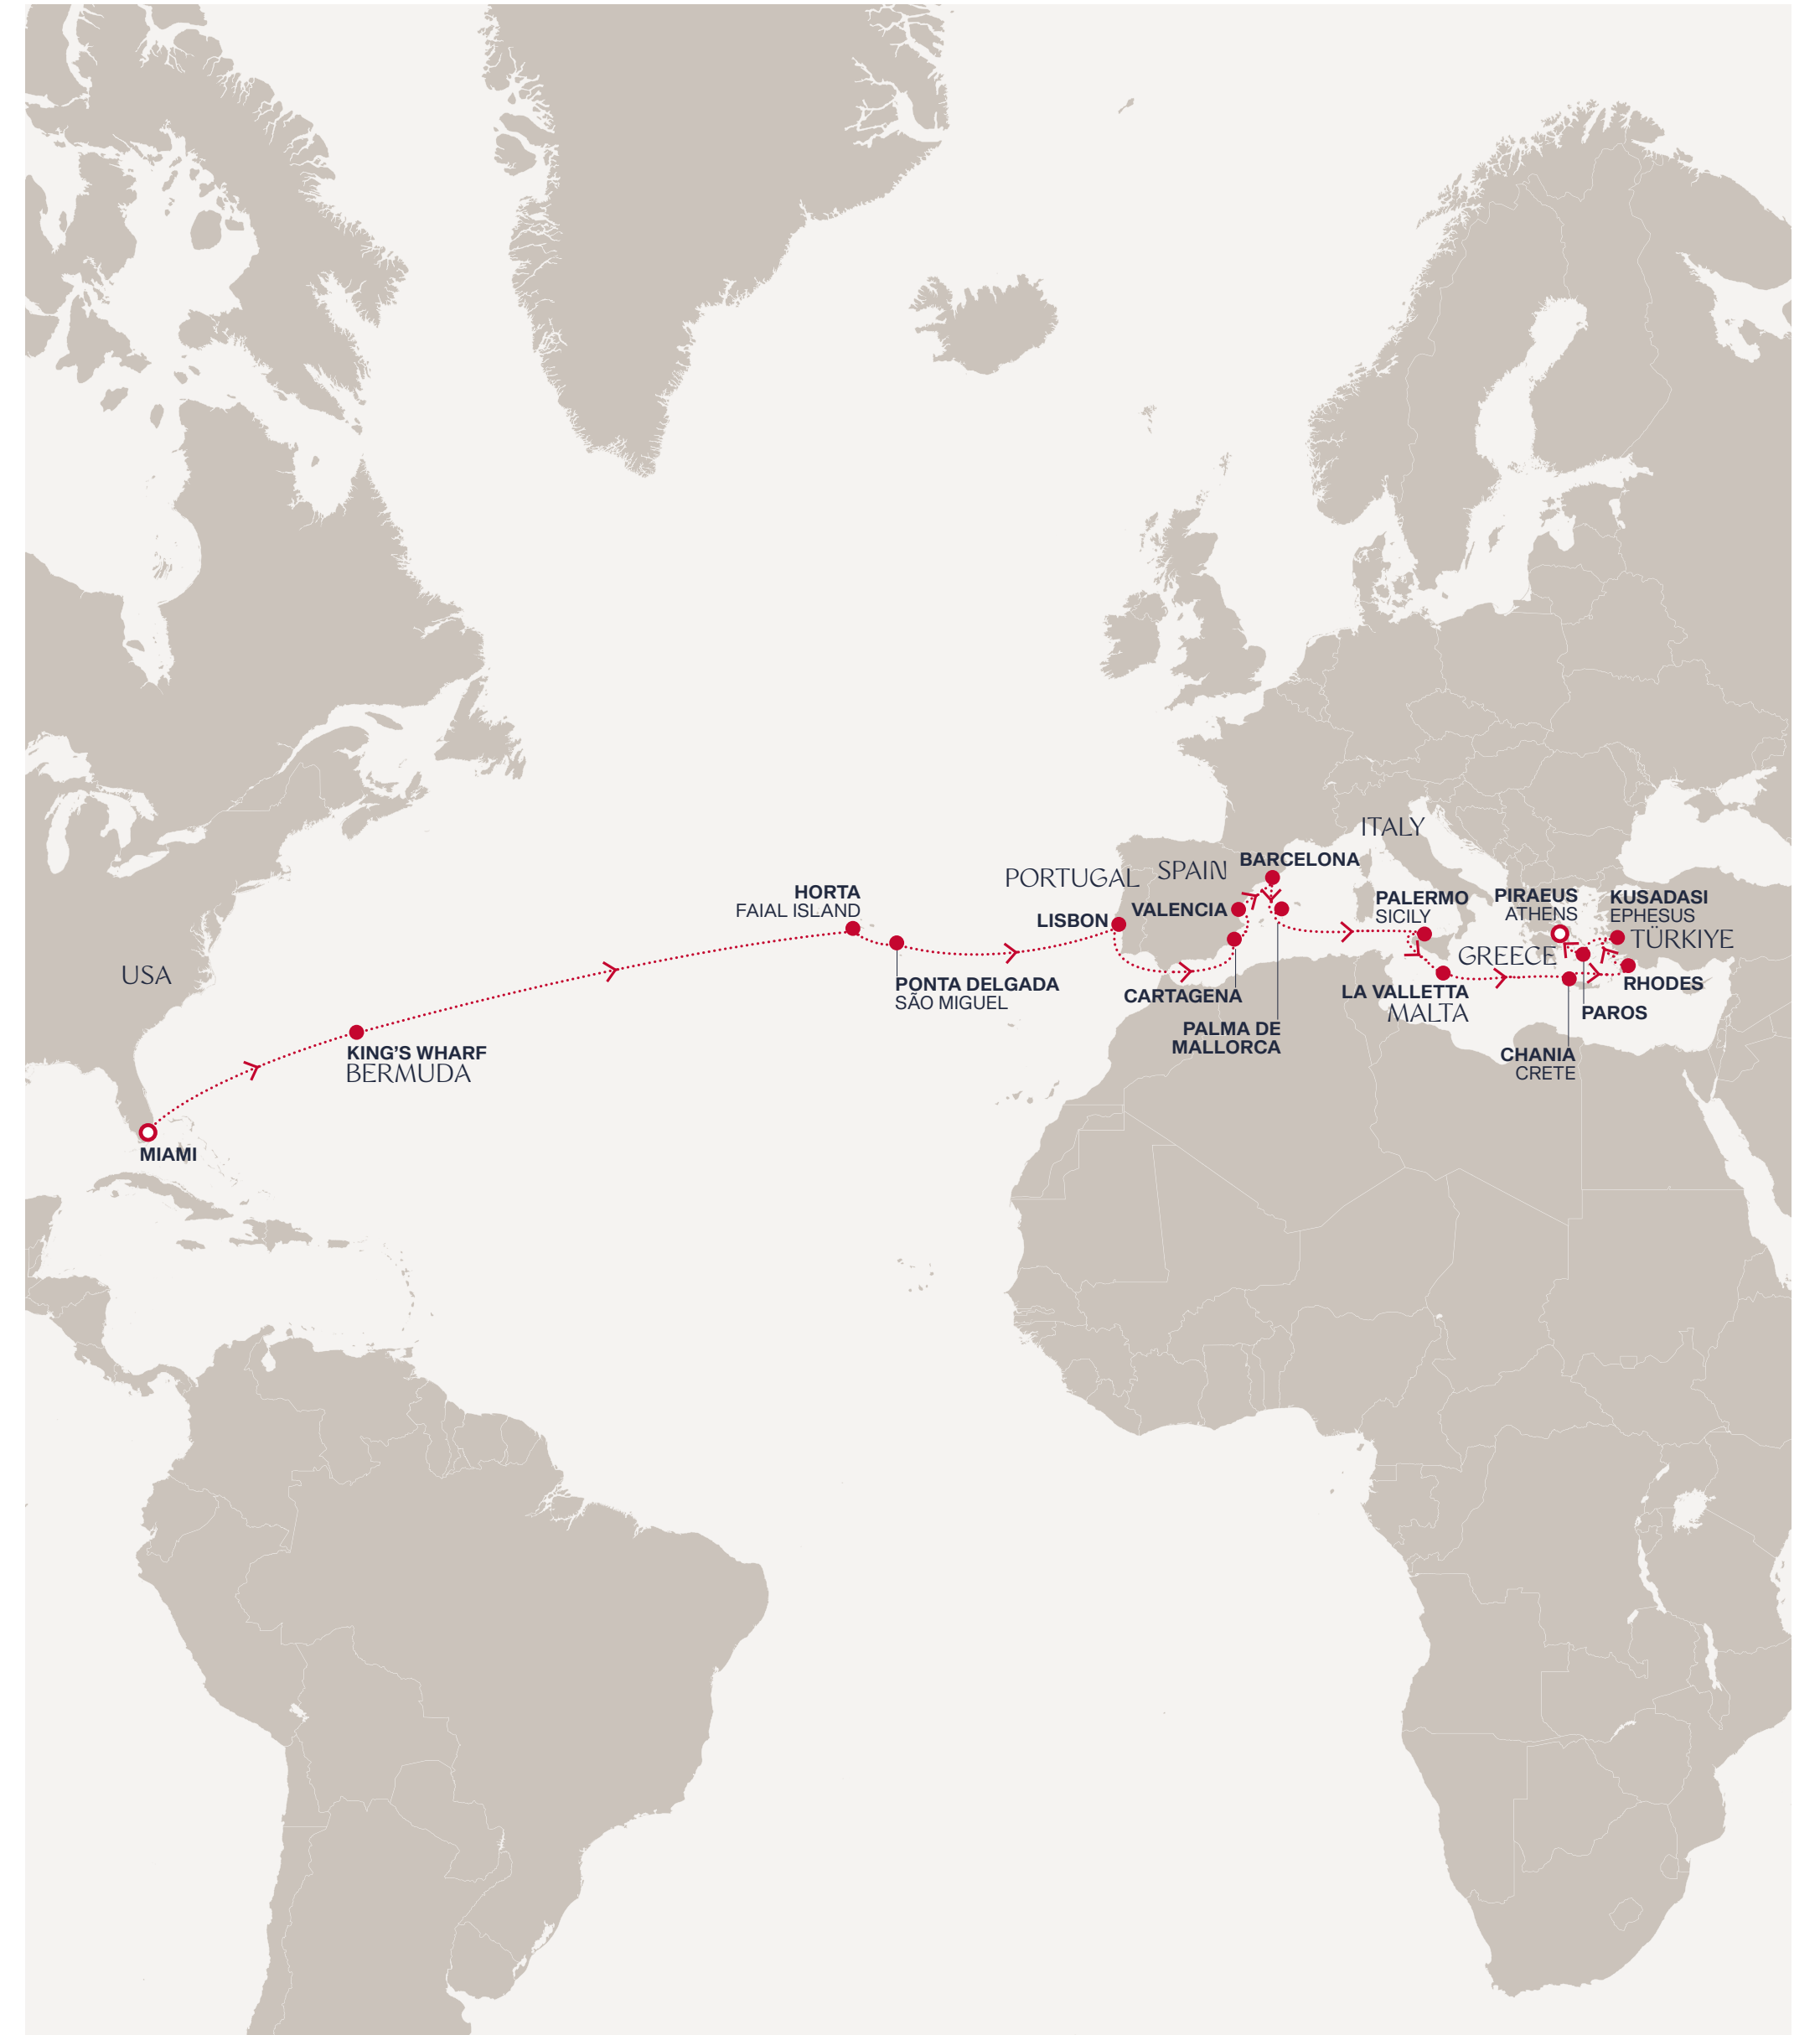 ITALY
BARCELONA
SPAIN
PORTUGAL
HORTA
FAIAL ISLAND
LISBON
VALENCIA
PALERMO
SICILY
PIRAEUS
ATHENS
KUSADASI
EPHESUS
TÜRKIYE
GREECE
USA
PONTA DELGADA
SÃO MIGUEL
CARTAGENA
LA VALLETTA
MALTA
RHODES
PAROS
PALMA DE
MALLORCA
KING'S WHARF
BERMUDA
CHANIA
CRETE
MIAMI